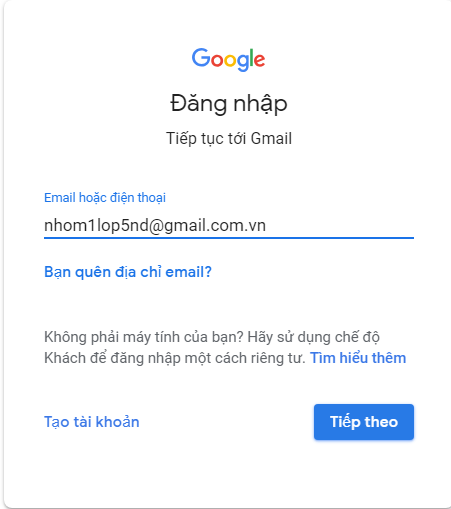 Google
Đăng nhập
Tiếp tục tới Gmail
Email hoặc điện thoại
nhom1lop5nd@gmail.com.vn
Bạn quên địa chỉ email?
Không phải máy tính của bạn? Hãy sử dụng chế độ
Khách để đăng nhập một cách riêng tư. Tìm hiểu thêm
Tạo tài khoản
Tiếp theo